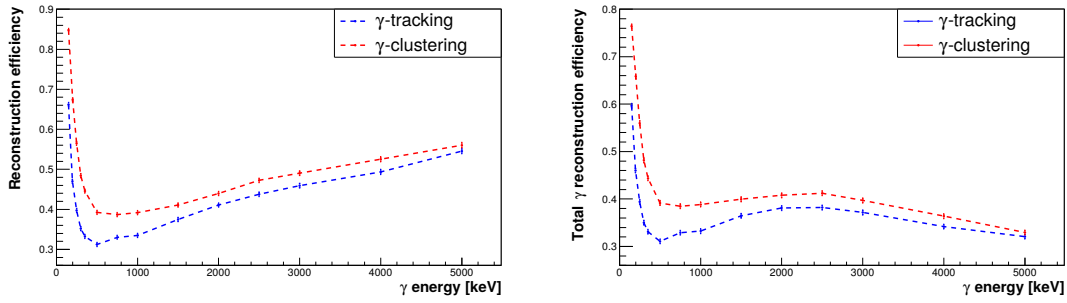 Reconstruction efficiency
0.9
0.8
0.7
0.6
0.5
0.4
0.3
γ-tracking
γ-clustering
0 1000 2000 3000 4000 5000
γ energy [keV]
Total γ reconstruction efficiency
0.8
0.7
0.6
0.5
0.4
0.3
γ-tracking
γ-clustering
0 1000 2000 3000 4000 5000
γ energy [keV]